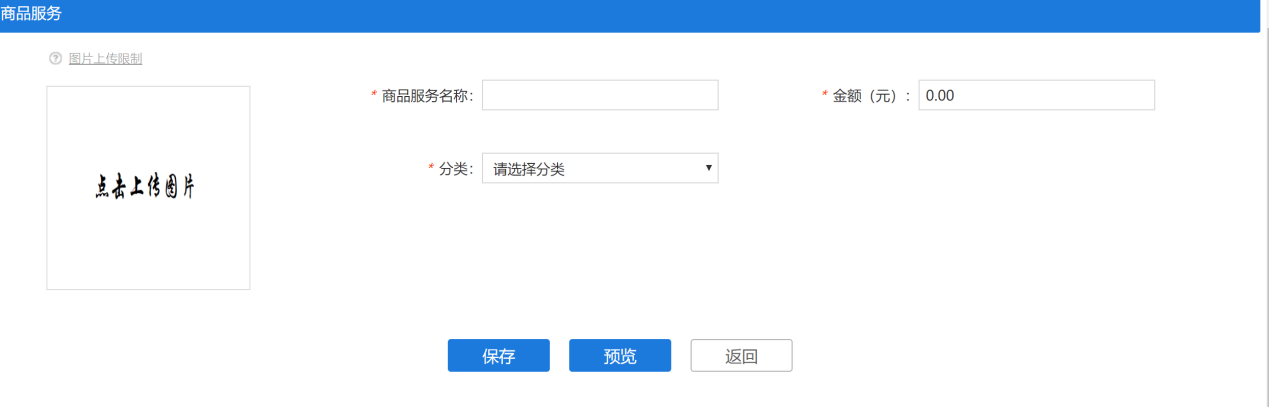 商品服务
图片上传限制
* 商品服务名称：
* 金额（元）： 0.00
点击上传图片
* 分类： 请选择分类
保存 预览 返回